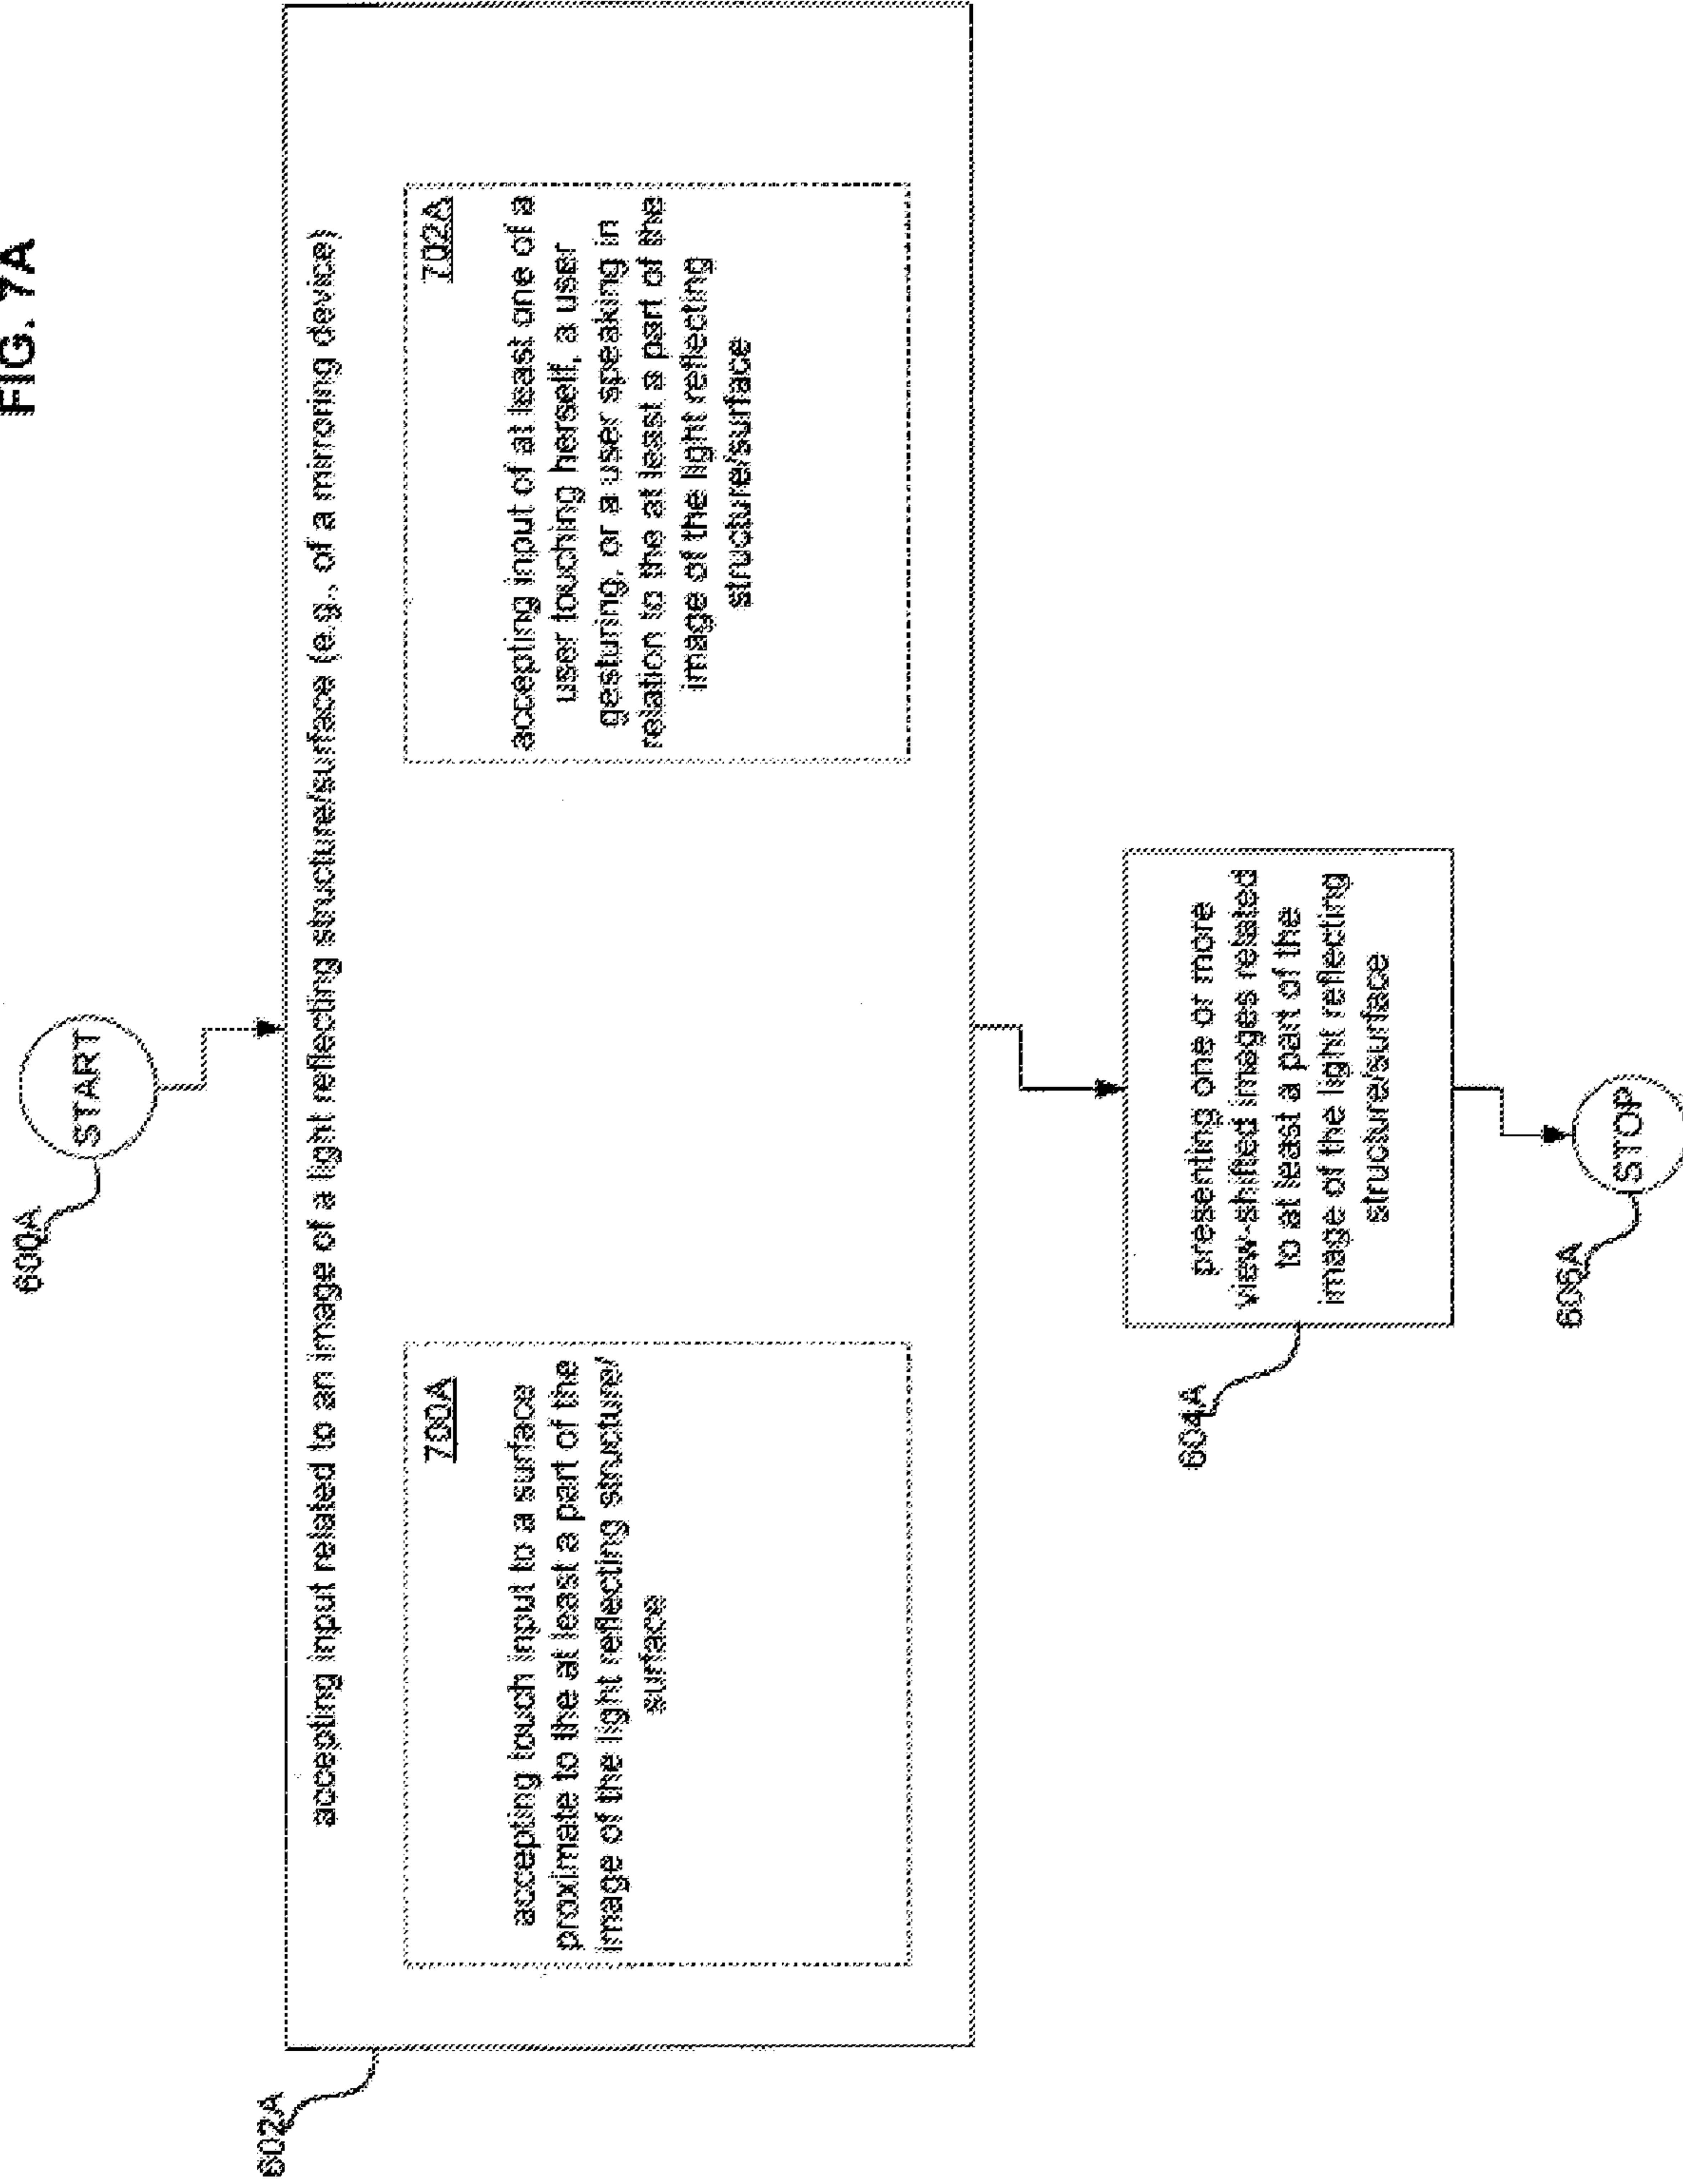 FIG. 7A
600A
START
602A
accepting input related to an image of a light reflecting structure/surface (e.g., of a mirroring device)
700A
accepting touch input to a surface
proximate to the at least a part of the
image of the light reflecting structure/
surface
702A
accepting input of at least one of a
user touching herself, a user
gesturing, or a user speaking in
relation to the at least a part of the
image of the light reflecting
structure/surface
604A
presenting one or more
view-shifted images related
to at least a part of the
image of the light reflecting
structure/surface
606A
STOP